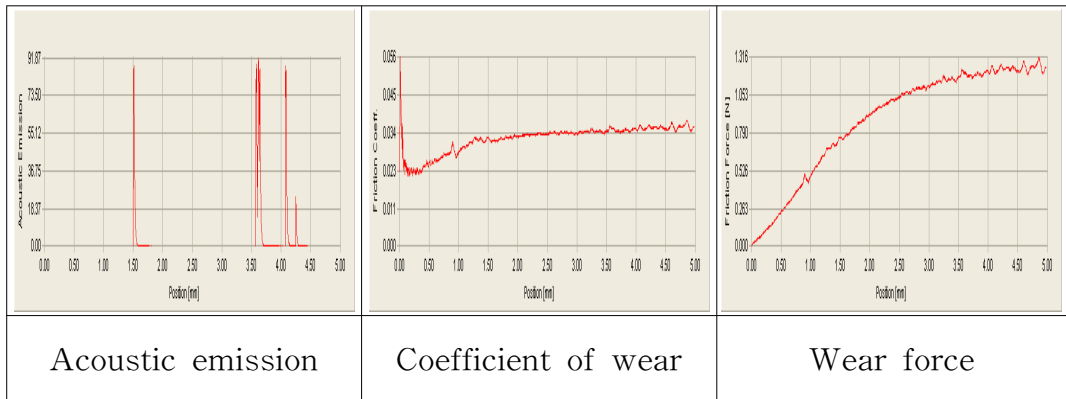 Acoustic Emission
91.87
73.50
55.12
36.75
18.37
0.00
0.00 0.50 1.00 1.50 2.00 2.50 3.00 3.50 4.00 4.50 5.00
Position [mm]
Friction Coeff.
0.056
0.045
0.034
0.023
0.011
0.000
0.00 0.50 1.00 1.50 2.00 2.50 3.00 3.50 4.00 4.50 5.00
Position [mm]
Friction Force [N]
1.316
1.053
0.790
0.526
0.263
0.000
0.00 0.50 1.00 1.50 2.00 2.50 3.00 3.50 4.00 4.50 5.00
Position [mm]
Acoustic emission
Coefficient of wear
Wear force